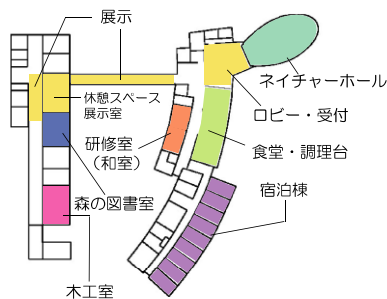 展示
ネイチャーホール
休憩スペース
展示室
ロビー・受付
研修室
（和室）
食堂・調理台
宿泊棟
森の図書室
木工室